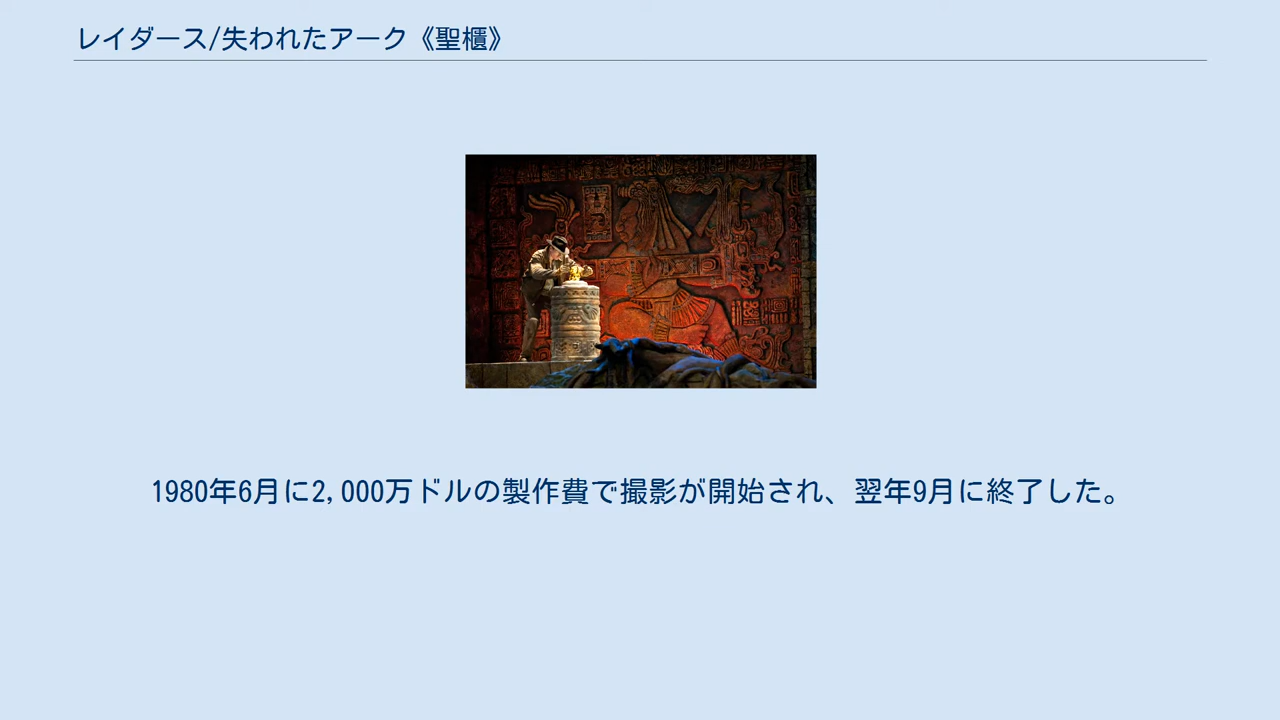 レイダース/失われたアーク《聖櫃》
1980年6月に2,000万ドルの製作費で撮影が開始され、翌年9月に終了した。